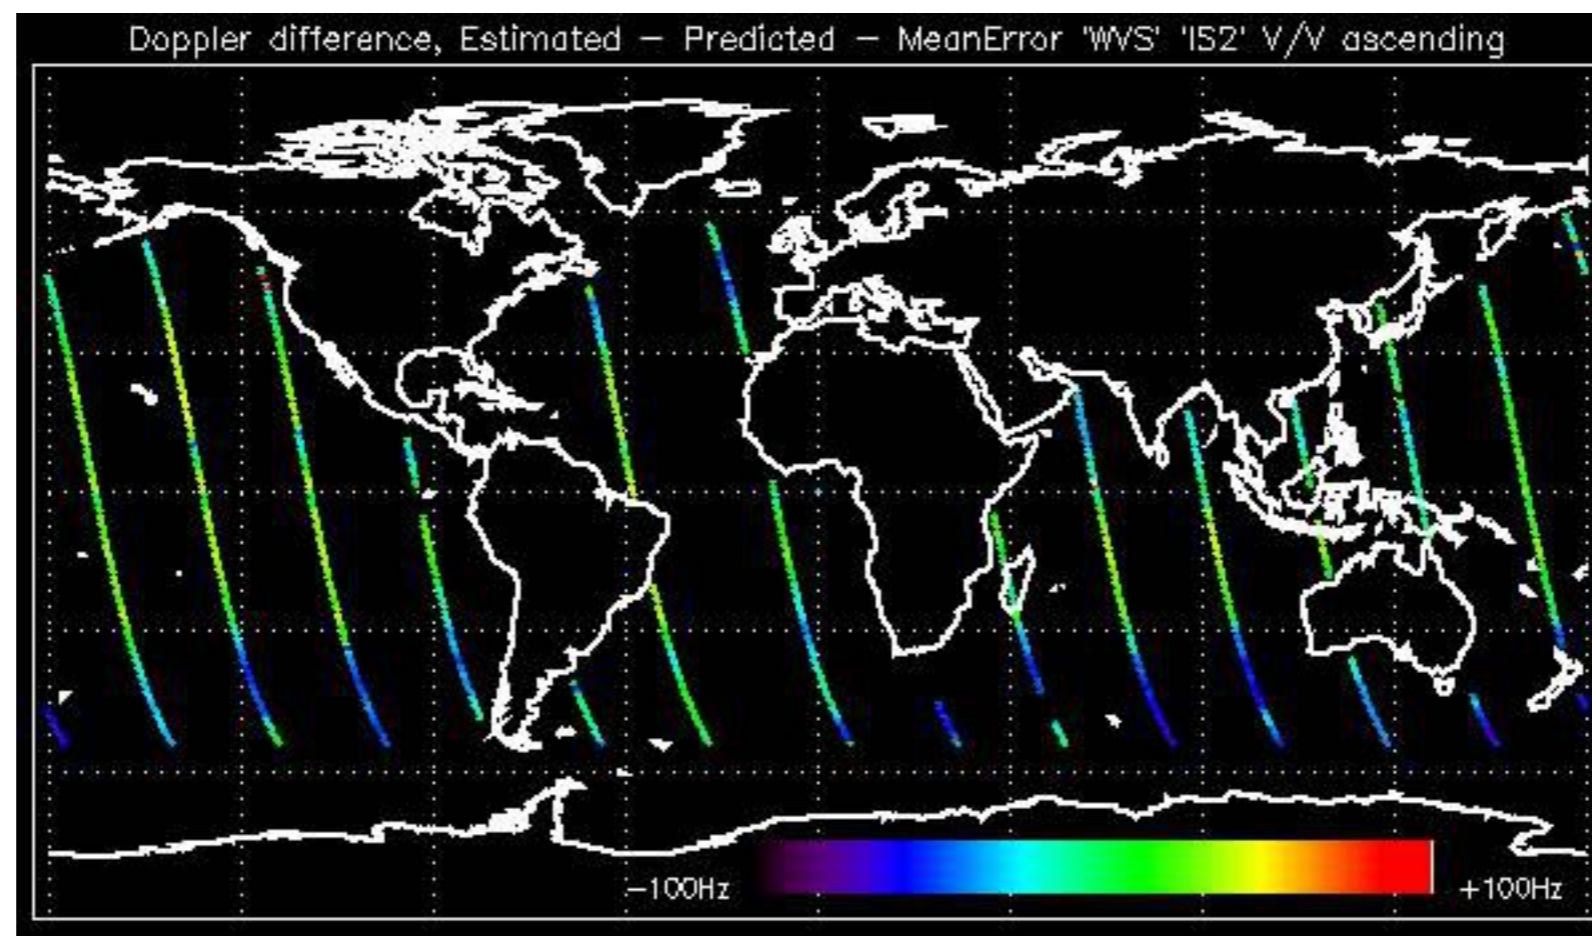 Doppler difference, Estimated - Predicted - MeanError 'WVS' 'IS2' V/V ascending
-100Hz +100Hz